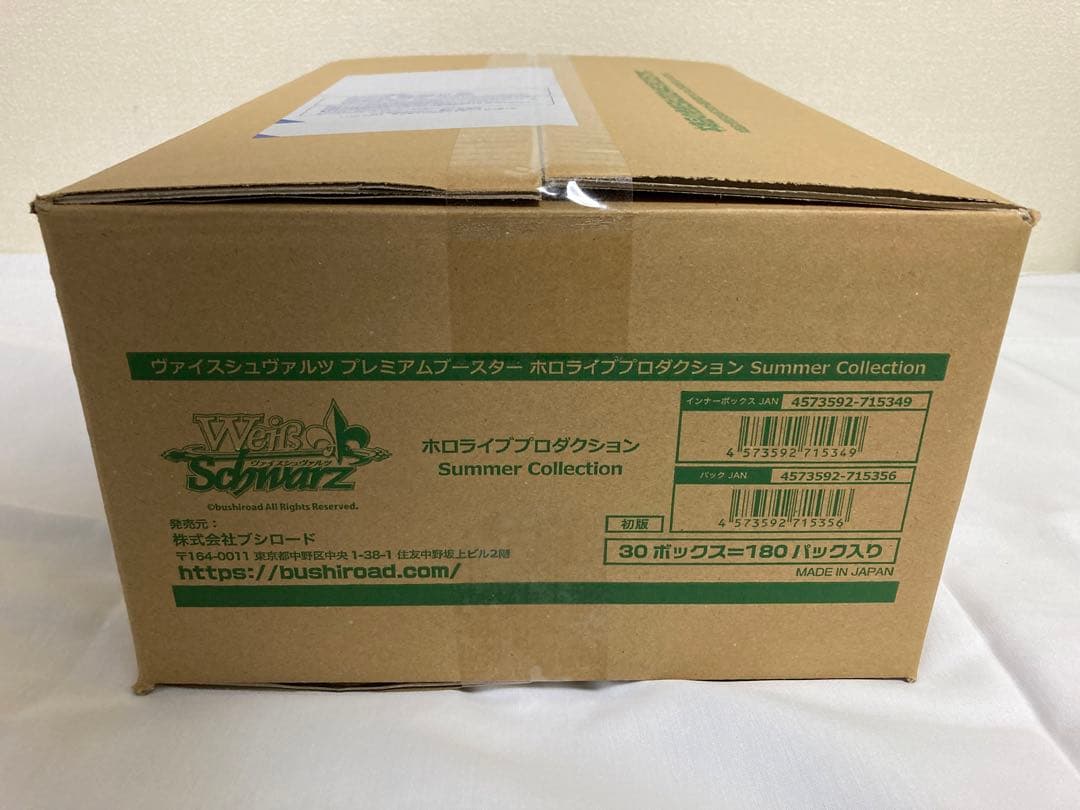 ヴァイスシュヴァルツ プレミアムブースター ホロライブプロダクション Summer Collection
Weiß
ヴァイスシュヴァルツ
Schwarz
©bushiroad All Rights Reserved.
ホロライブプロダクション
Summer Collection
インナーボックス JAN 4573592-715349
4 573592 715349
パック JAN 4573592-715356
4 573592 715356
発売元：
株式会社ブシロード
〒164-0011 東京都中野区中央 1-38-1 住友中野坂上ビル2階
https://bushiroad.com/
初版
30 ボックス=180 パック入り
MADE IN JAPAN